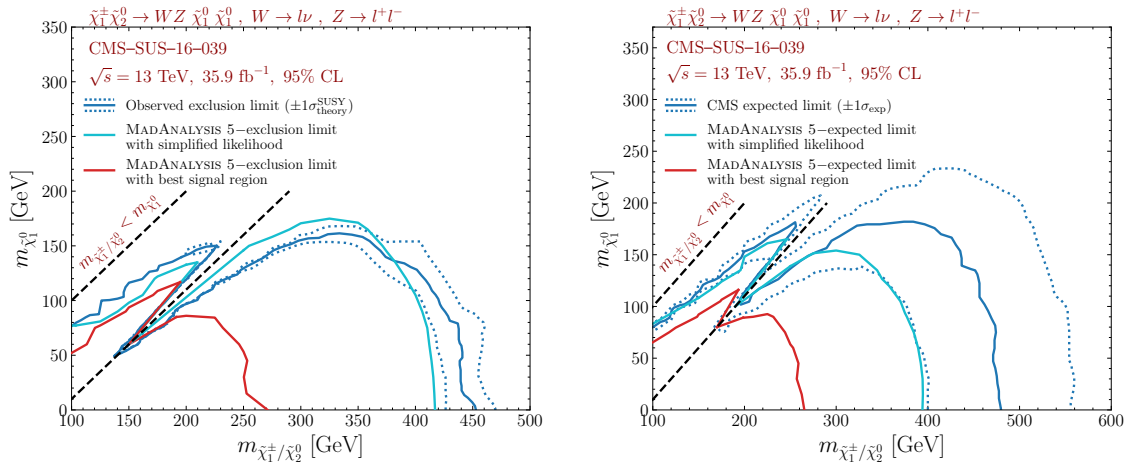 χ̃₁^± χ̃₂⁰ → WZ χ̃₁⁰ χ̃₁⁰ , W → lν , Z → l⁺l⁻
CMS–SUS–16–039
√s = 13 TeV, 35.9 fb⁻¹, 95% CL
Observed exclusion limit (±1σ_theory^SUSY)
MADANALYSIS 5−exclusion limit
with simplified likelihood
MADANALYSIS 5−exclusion limit
with best signal region
m_χ̃₁^±/χ̃₂⁰ < m_χ̃₁⁰
m_χ̃₁⁰ [GeV]
350
300
250
200
150
100
50
0
100 150 200 250 300 350 400 450 500
m_χ̃₁^±/χ̃₂⁰ [GeV]
χ̃₁^± χ̃₂⁰ → WZ χ̃₁⁰ χ̃₁⁰ , W → lν , Z → l⁺l⁻
CMS–SUS–16–039
√s = 13 TeV, 35.9 fb⁻¹, 95% CL
CMS expected limit (±1σ_exp)
MADANALYSIS 5−expected limit
with simplified likelihood
MADANALYSIS 5−expected limit
with best signal region
m_χ̃₁^±/χ̃₂⁰ < m_χ̃₁⁰
m_χ̃₁⁰ [GeV]
350
300
250
200
150
100
50
0
100 200 300 400 500 600
m_χ̃₁^±/χ̃₂⁰ [GeV]